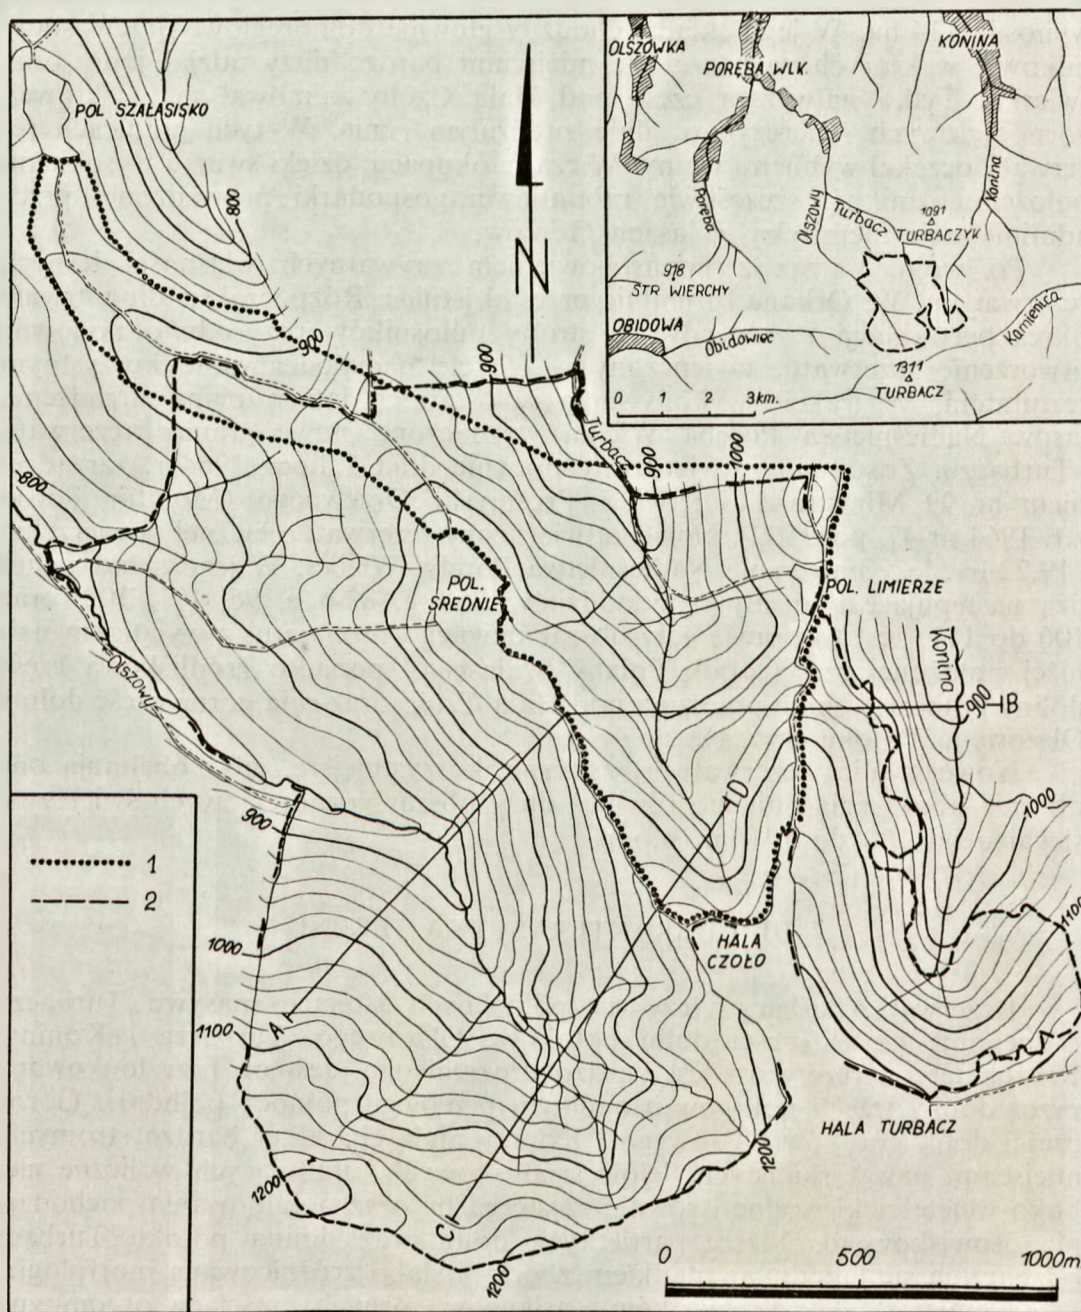 POL. SZAŁASISKO
800
900
900
Turbacz
900
1000
800
POL. ŚREDNIE
POL. LIMIERZE
Konina
900
B
Olszowy
D
900
1000
1
2
1000
HALA CZOŁO
1100
A
1100
HALA TURBACZ
1200
1200
C
1200
N
0 500 1000m
OLSZÓWKA
PORĘBA WLK.
KONINA
Poręba
Olszowy
Turbacz
Konina
1091
TURBACZYK
918
STR WIERCHY
Kamienica
OBIDOWA
Obidowiec
1311
TURBACZ
0 1 2 3km.